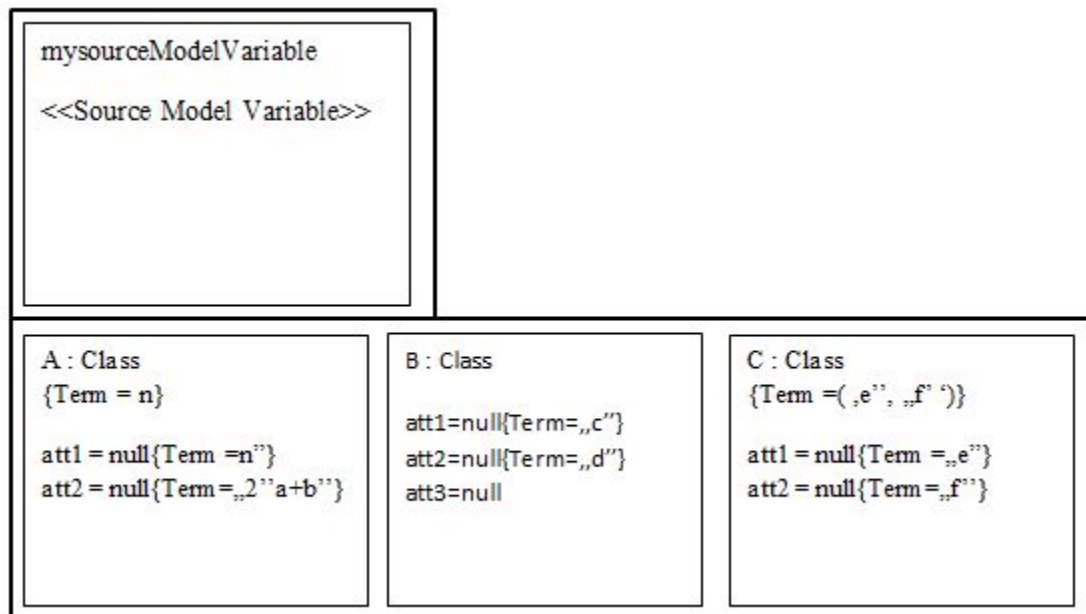 mysourceModelVariable
<<Source Model Variable>>
A : Class
{Term = n}
att1 = null{Term =n”}
att2 = null{Term=„2’’a+b’’}
B : Class
att1=null{Term=„c’’}
att2=null{Term=„d’’}
att3=null
C : Class
{Term =( ‚e’’, „f’ ‘)}
att1 = null{Term =„e’’}
att2 = null{Term=„f’’}